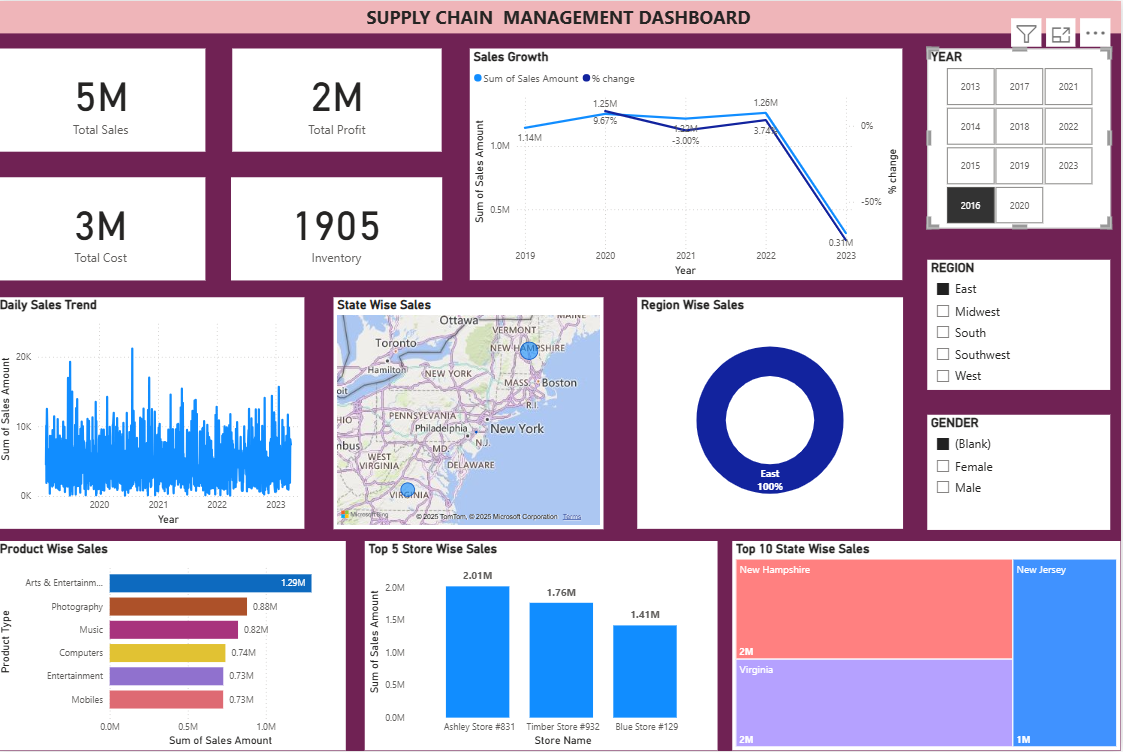 SUPPLY CHAIN MANAGEMENT DASHBOARD
5M
Total Sales
2M
Total Profit
3M
Total Cost
1905
Inventory
Sales Growth
Sum of Sales Amount
% change
Sum of Sales Amount
1.0M
0.5M
1.14M
1.25M
9.67%
-3.00%
1.26M
0.31M
0%
-50%
% change
2019
2020
2021
2022
2023
Year
YEAR
2013
2017
2021
2014
2018
2022
2015
2019
2023
2016
2020
REGION
East
Midwest
South
Southwest
West
GENDER
(Blank)
Female
Male
Daily Sales Trend
Sum of Sales Amount
20K
10K
0K
2020
2021
2022
2023
Year
State Wise Sales
Ottawa
MAINE
VERMONT
Toronto
NEW HAMPSHIRE
Hamilton
NEW YORK
MASS.
Boston
R.I.
PENNSYLVANIA
Philadelphia
New York
N.J.
MD.
WEST
VIRGINIA
DELAWARE
VIRGINIA
Microsoft Bing
© 2025 TomTom, © 2025 Microsoft Corporation
Terms
Region Wise Sales
East
100%
Product Wise Sales
Product Type
Arts & Entertainm...
1.29M
Photography
0.88M
Music
0.82M
Computers
0.74M
Entertainment
0.73M
Mobiles
0.73M
0.0M
0.5M
1.0M
Sum of Sales Amount
Top 5 Store Wise Sales
Sum of Sales Amount
2.0M
1.5M
1.0M
0.5M
0.0M
2.01M
1.76M
1.41M
Ashley Store #831
Timber Store #932
Blue Store #129
Store Name
Top 10 State Wise Sales
New Hampshire
2M
Virginia
2M
New Jersey
1M